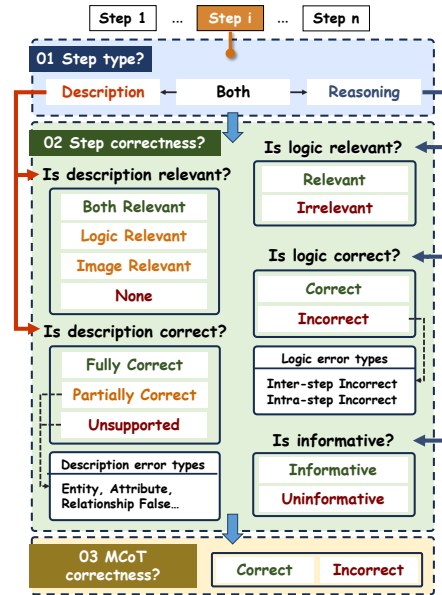 Step 1 ... Step i ... Step n
01 Step type?
Description Both Reasoning
02 Step correctness?
Is description relevant?
Both Relevant
Logic Relevant
Image Relevant
None
Is description correct?
Fully Correct
Partially Correct
Unsupported
Description error types
Entity, Attribute,
Relationship False...
Is logic relevant?
Relevant
Irrelevant
Is logic correct?
Correct
Incorrect
Logic error types
Inter-step Incorrect
Intra-step Incorrect
Is informative?
Informative
Uninformative
03 MCoT
correctness?
Correct Incorrect